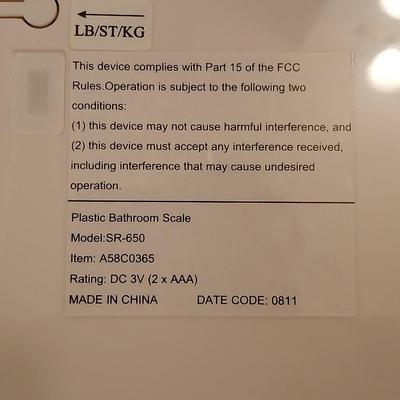 LB/ST/KG
This device complies with Part 15 of the FCC
Rules.Operation is subject to the following two
conditions:
(1) this device may not cause harmful interference, and
(2) this device must accept any interference received,
including interference that may cause undesired
operation.
Plastic Bathroom Scale
Model:SR-650
Item: A58C0365
Rating: DC 3V (2 x AAA)
MADE IN CHINA DATE CODE: 0811